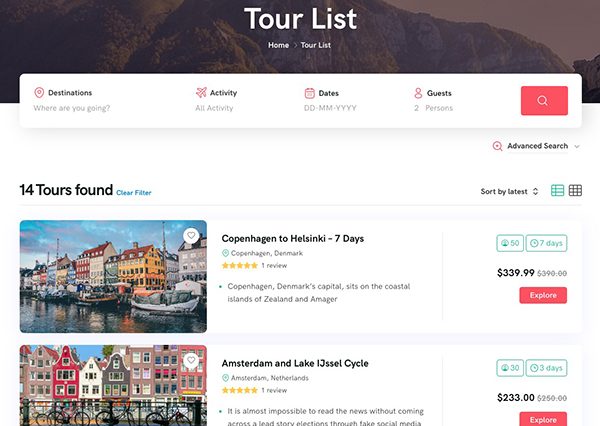 Tour List
Home > Tour List
Destinations
Where are you going?
Activity
All Activity
Dates
DD-MM-YYYY
Guests
2 Persons
Advanced Search
14 Tours found Clear Filter
Sort by latest
Copenhagen to Helsinki – 7 Days
Copenhagen, Denmark
1 review
Copenhagen, Denmark's capital, sits on the coastal
islands of Zealand and Amager
50
7 days
$339.99 $390.00
Explore
Amsterdam and Lake IJssel Cycle
Amsterdam, Netherlands
1 review
It is almost impossible to read the news without coming
across a lead story elections through fake social media
30
3 days
$233.00 $250.00
Explore